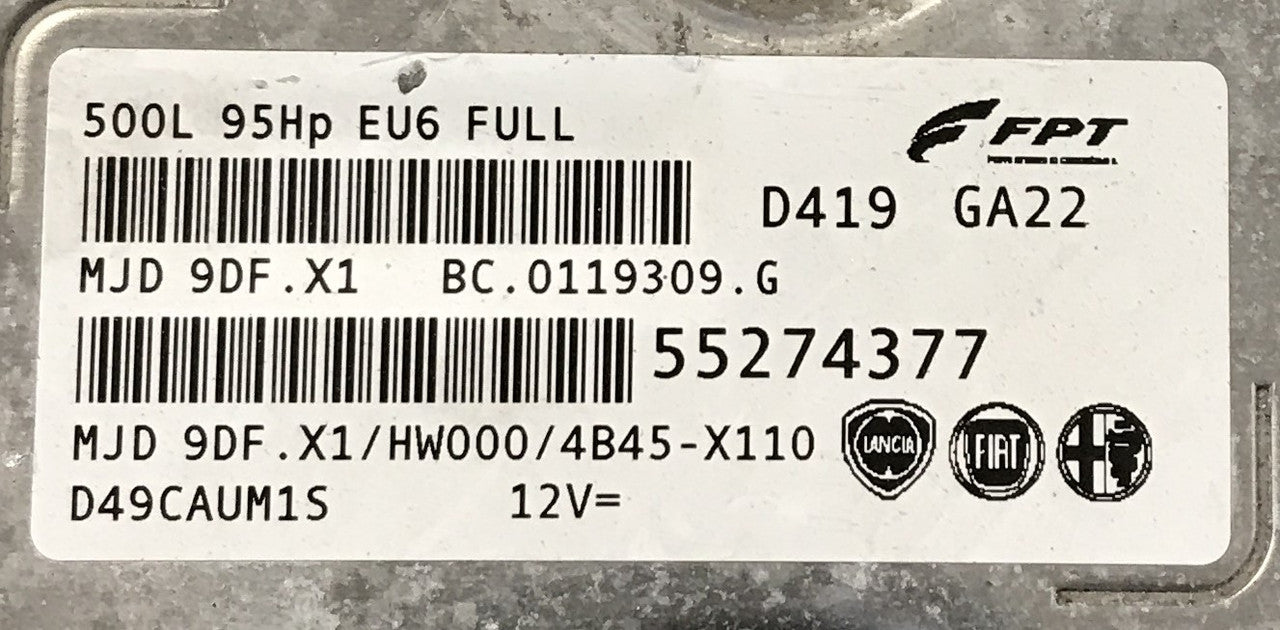 500L 95Hp EU6 FULL
FPT
D419 GA22
MJD 9DF.X1 BC.0119309.G
55274377
MJD 9DF.X1/HW000/4B45-X110
LANCIA
FIAT
D49CAUM1S 12V=